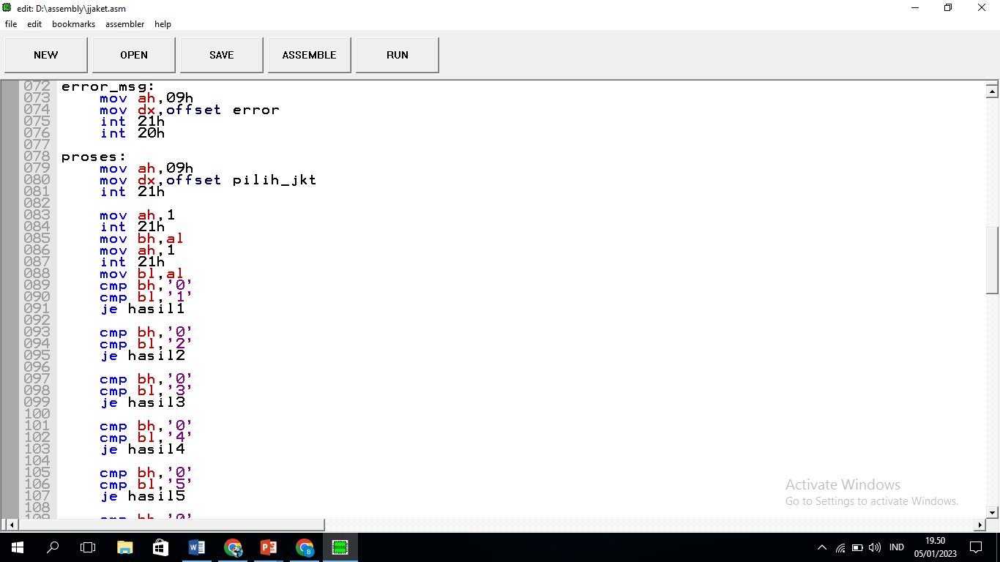 edit: D:\assembly\jjaket.asm
file edit bookmarks assembler help
NEW OPEN SAVE ASSEMBLE RUN
072 error_msg:
073 mov ah,09h
074 mov dx,offset error
075 int 21h
076 int 20h
077
078 proses:
079 mov ah,09h
080 mov dx,offset pilih_jkt
081 int 21h
082
083 mov ah,1
084 int 21h
085 mov bh,al
086 mov ah,1
087 int 21h
088 mov bl,al
089 cmp bh,'0'
090 cmp bl,'1'
091 je hasil1
092
093 cmp bh,'0'
094 cmp bl,'2'
095 je hasil2
096
097 cmp bh,'0'
098 cmp bl,'3'
099 je hasil3
100
101 cmp bh,'0'
102 cmp bl,'4'
103 je hasil4
104
105 cmp bh,'0'
106 cmp bl,'5'
107 je hasil5
108
109 cmp bh,'0'
Activate Windows
Go to Settings to activate Windows.
8086
IND
19.50
05/01/2023